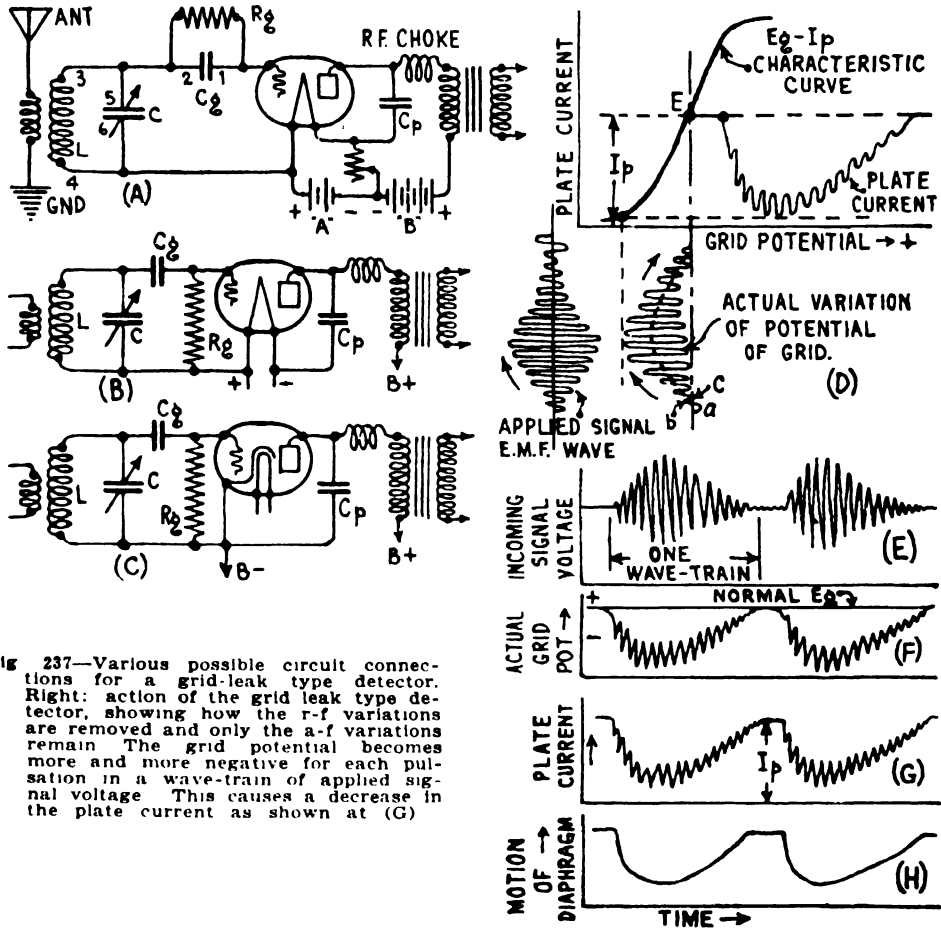 ANT
Rg
R.F. CHOKE
3
2 1
Cg
5
6
C
Cp
L
4
GND
(A)
+ "A" - - "B" +
Cg
L
C
Rg
Cp
(B)
+ -
B+
Cg
L
C
Rg
Cp
(C)
B-
B+
PLATE CURRENT
Eg-Ip
CHARACTERISTIC
CURVE
E
Ip
PLATE
CURRENT
GRID POTENTIAL → +
ACTUAL VARIATION
OF POTENTIAL
OF GRID.
(D)
C
b a
APPLIED SIGNAL
E.M.F. WAVE
INCOMING
SIGNAL
VOLTAGE
ONE
WAVE-TRAIN
(E)
ACTUAL
GRID
POT →
+
-
NORMAL Eg
(F)
PLATE
CURRENT
→
Ip
(G)
MOTION
OF →
DIAPHRAGM
(H)
TIME →
ig 237—Various possible circuit connec-
tions for a grid-leak type detector.
Right: action of the grid leak type de-
tector, showing how the r-f variations
are removed and only the a-f variations
remain The grid potential becomes
more and more negative for each pul-
sation in a wave-train of applied sig-
nal voltage This causes a decrease in
the plate current as shown at (G)